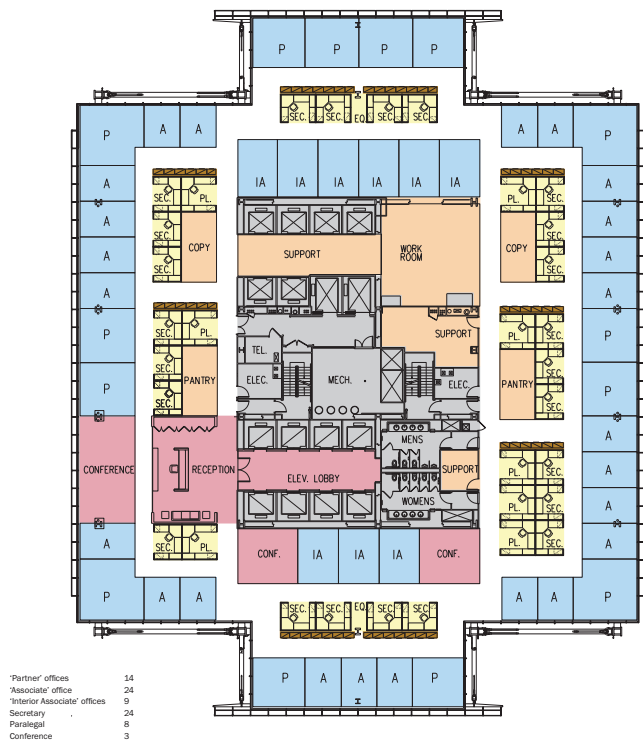 P P P P
SEC. SEC. EQ. SEC. SEC.
P A A A A P
A IA IA IA IA IA IA A
SEC. PL. PL. SEC.
A A
SEC. SEC.
COPY SUPPORT WORK COPY
ROOM
A A
SEC. SEC.
A A
SEC. PL. SUPPORT PL. SEC.
P P
TEL.
SEC. SEC.
PANTRY ELEC. MECH. ELEC. PANTRY
P P
SEC. SEC.
A
MENS
PL. SEC.
CONFERENCE RECEPTION ELEV. LOBBY SUPPORT A
PL. SEC.
WOMENS
A
PL. SEC.
A SEC. PL. A
CONF. IA IA IA CONF.
P A A A A P
SEC. SEC. EQ. SEC. SEC.
P A A A P
'Partner' offices 14
'Associate' office 24
'Interior Associate' offices 9
Secretary . 24
Paralegal 8
Conference 3